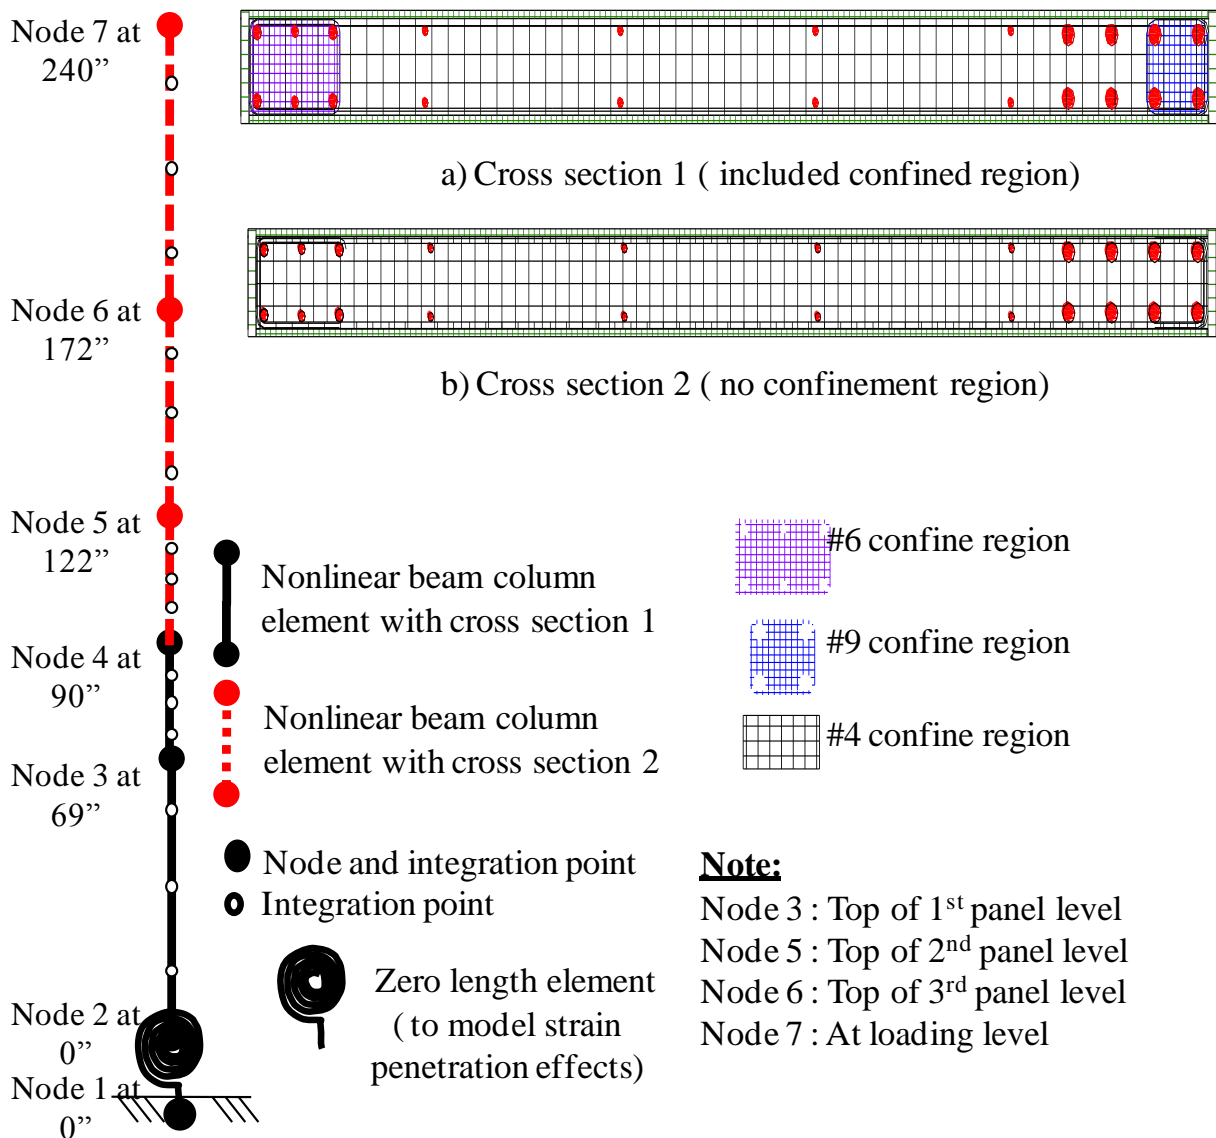 Node 7 at
240”
a) Cross section 1 ( included confined region)
Node 6 at
172”
b) Cross section 2 ( no confinement region)
Node 5 at
122”
Nonlinear beam column
element with cross section 1
#6 confine region
#9 confine region
Node 4 at
90”
Nonlinear beam column
element with cross section 2
#4 confine region
Node 3 at
69”
Node and integration point
Integration point
Zero length element
( to model strain
penetration effects)
Note:
Node 3 : Top of 1st panel level
Node 5 : Top of 2nd panel level
Node 6 : Top of 3rd panel level
Node 7 : At loading level
Node 2 at
0”
Node 1 at
0”